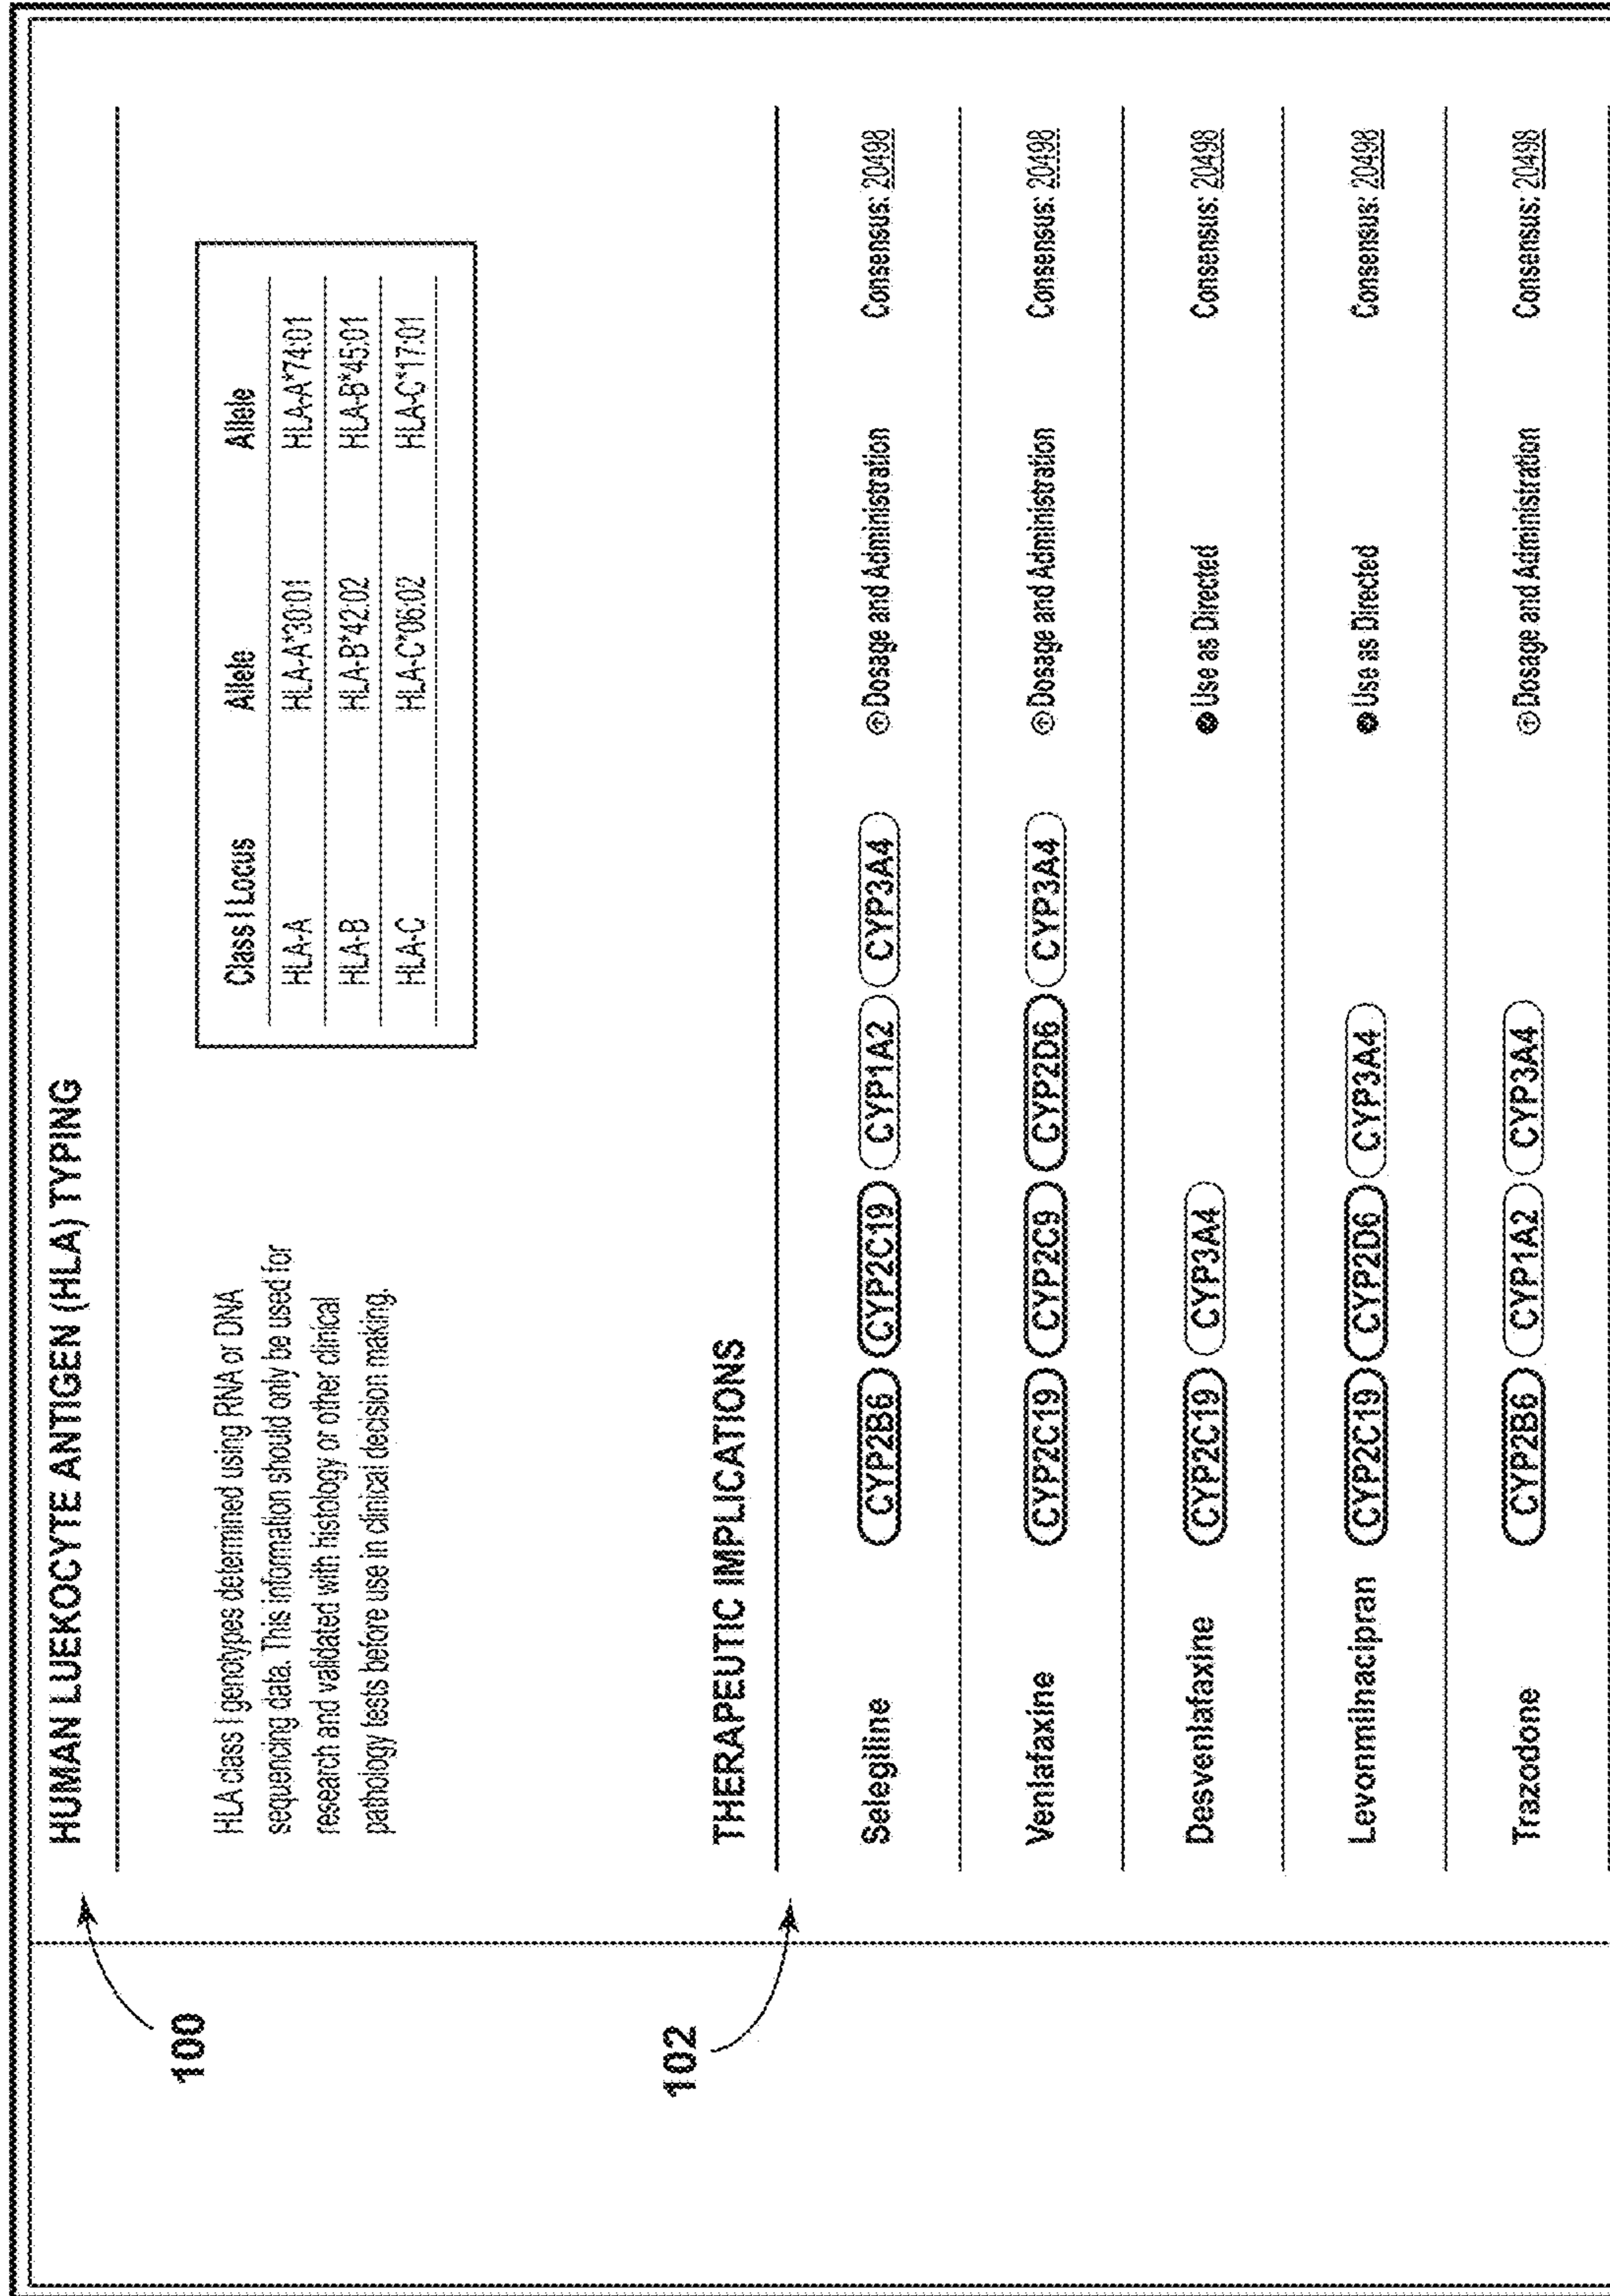 HUMAN LUEKOCYTE ANTIGEN (HLA) TYPING
100
HLA class I genotypes determined using RNA or DNA
sequencing data. This information should only be used for
research and validated with histology or other clinical
pathology tests before use in clinical decision making.
Class I Locus Allele Allele
HLA-A HLA-A*30:01 HLA-A*74:01
HLA-B HLA-B*42:02 HLA-B*45:01
HLA-C HLA-C*06:02 HLA-C*17:01
102
THERAPEUTIC IMPLICATIONS
Selegiline CYP2B6 CYP2C19 CYP1A2 CYP3A4 Dosage and Administration Consensus: 20498
Venlafaxine CYP2C19 CYP2C9 CYP2D6 CYP3A4 Dosage and Administration Consensus: 20498
Desvenlafaxine CYP2C19 CYP3A4 Use as Directed Consensus: 20498
Levonmilnacipran CYP2C19 CYP2D6 CYP3A4 Use as Directed Consensus: 20498
Trazodone CYP2B6 CYP1A2 CYP3A4 Dosage and Administration Consensus: 20498